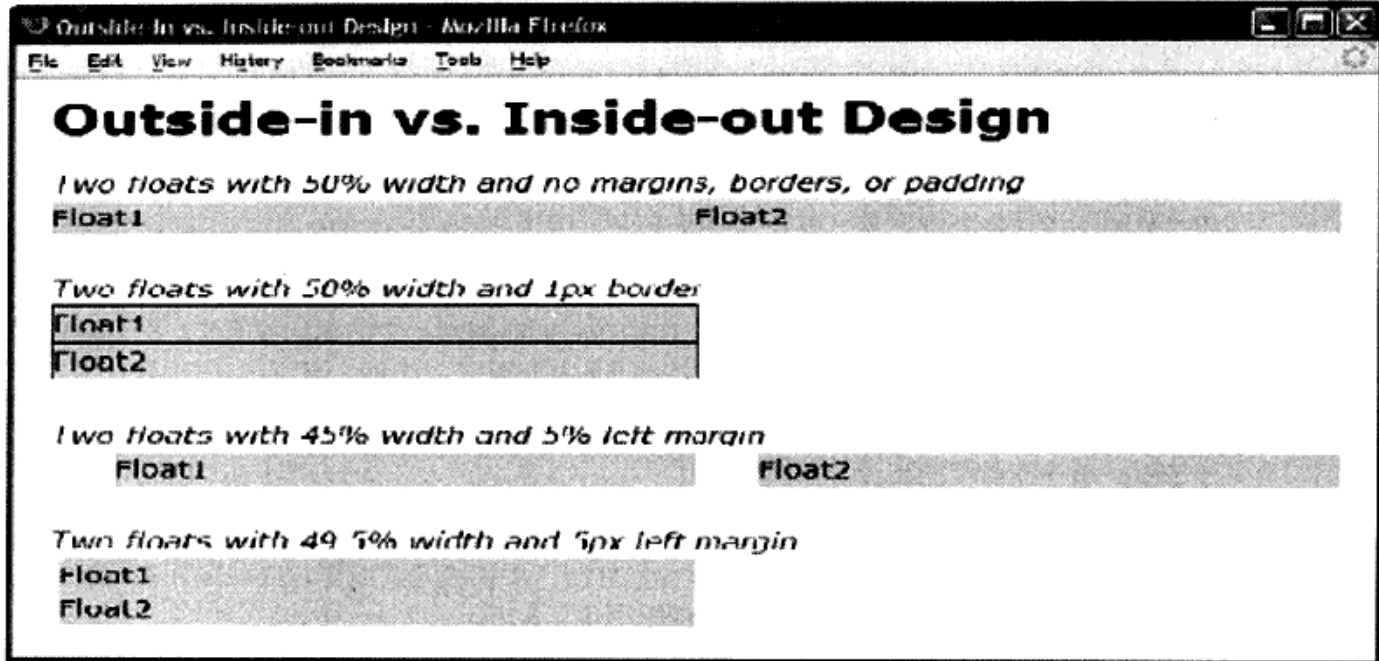 Outside-in vs. Inside-out Design - Mozilla Firefox
File Edit View History Bookmarks Tools Help
Outside-in vs. Inside-out Design
Two floats with 50% width and no margins, borders, or padding
Float1 Float2
Two floats with 50% width and 1px border
Float1
Float2
Two floats with 45% width and 5% left margin
Float1 Float2
Two floats with 49.5% width and 5px left margin
Float1
Float2